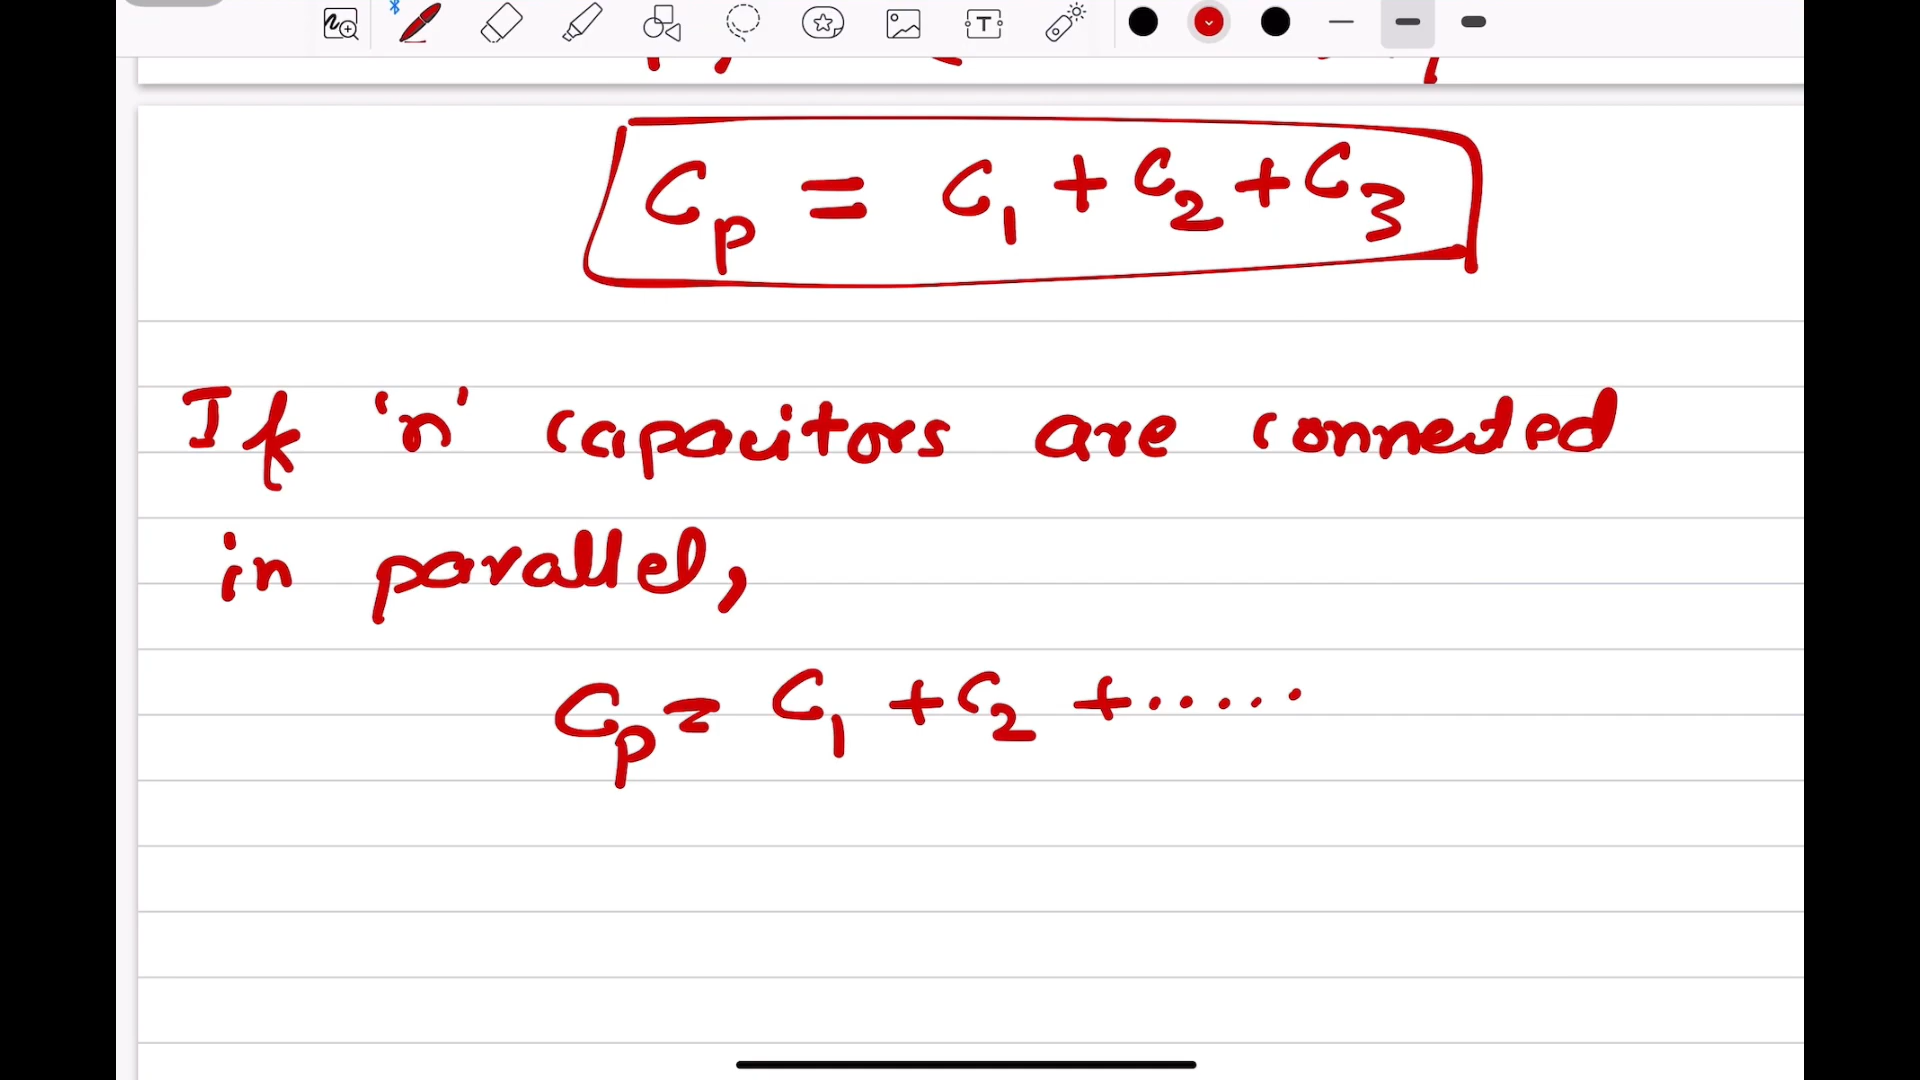 Cp = C1 + C2 + C3
If 'n' capacitors are connected
in parallel,
Cp = C1 + C2 + .....